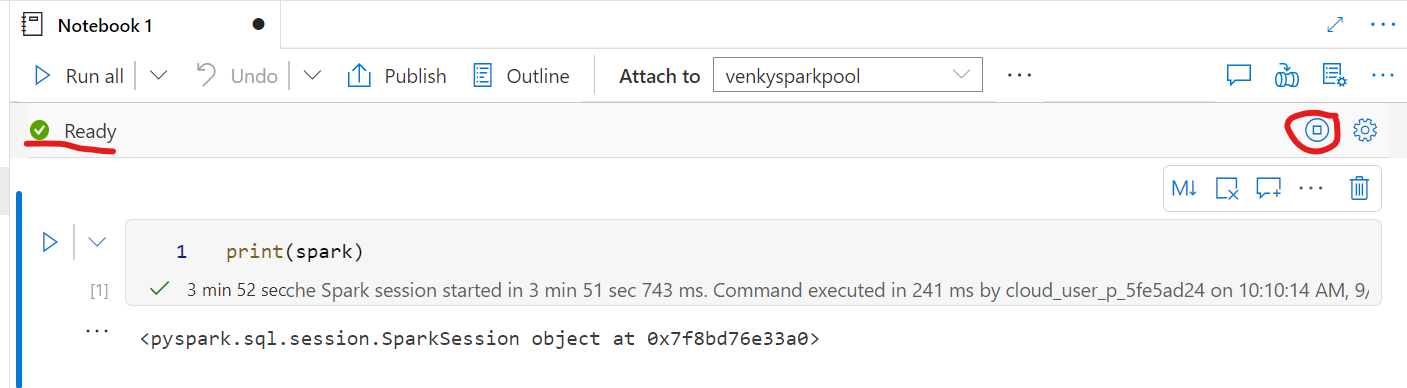 Notebook 1
Run all Undo Publish Outline Attach to venkysparkpool ...
Ready
M↓ ...
1 print(spark)
[1] 3 min 52 sec che Spark session started in 3 min 51 sec 743 ms. Command executed in 241 ms by cloud_user_p_5fe5ad24 on 10:10:14 AM, 9/
<pyspark.sql.session.SparkSession object at 0x7f8bd76e33a0>